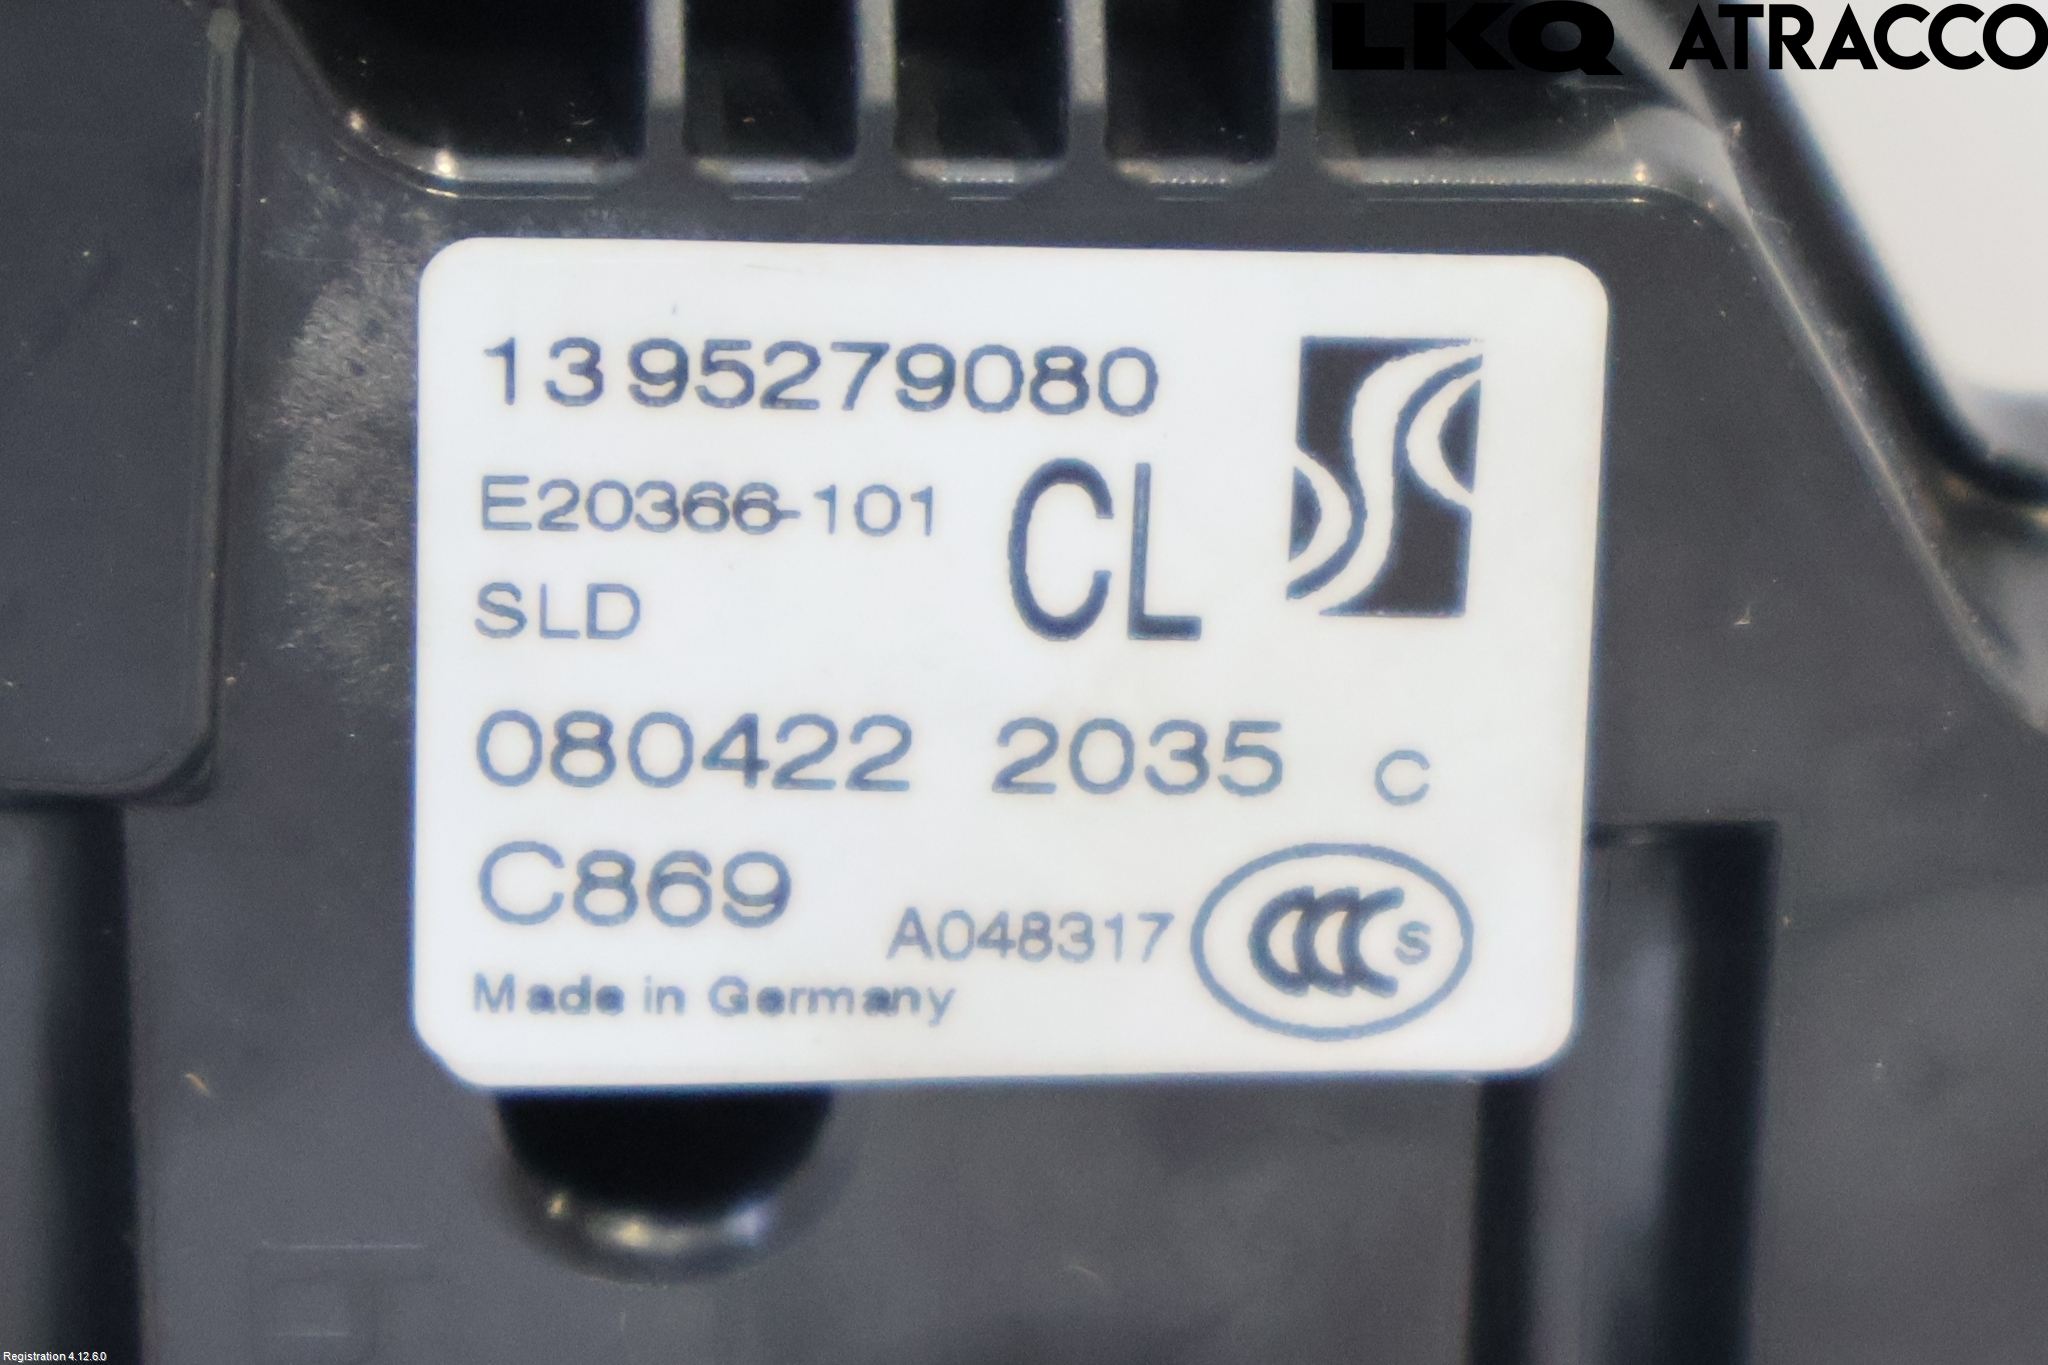 LKQ ATRACCO
13 95279080
E20366-101
CL
SLD
080422 2035 C
C869
A048317
CCC S
Made in Germany
Registration 4.12.6.0